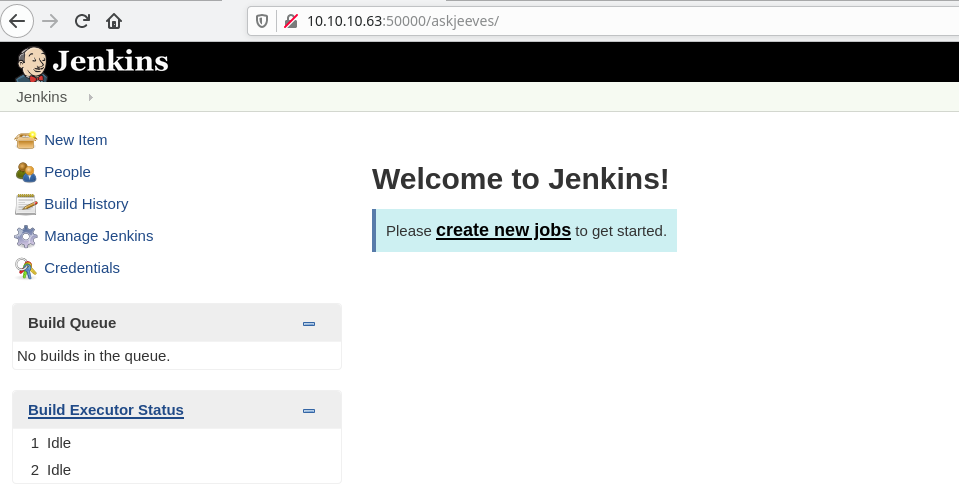 10.10.10.63:50000/askjeeves/
Jenkins
Jenkins
New Item
People
Build History
Manage Jenkins
Credentials
Welcome to Jenkins!
Please create new jobs to get started.
Build Queue
No builds in the queue.
Build Executor Status
1 Idle
2 Idle